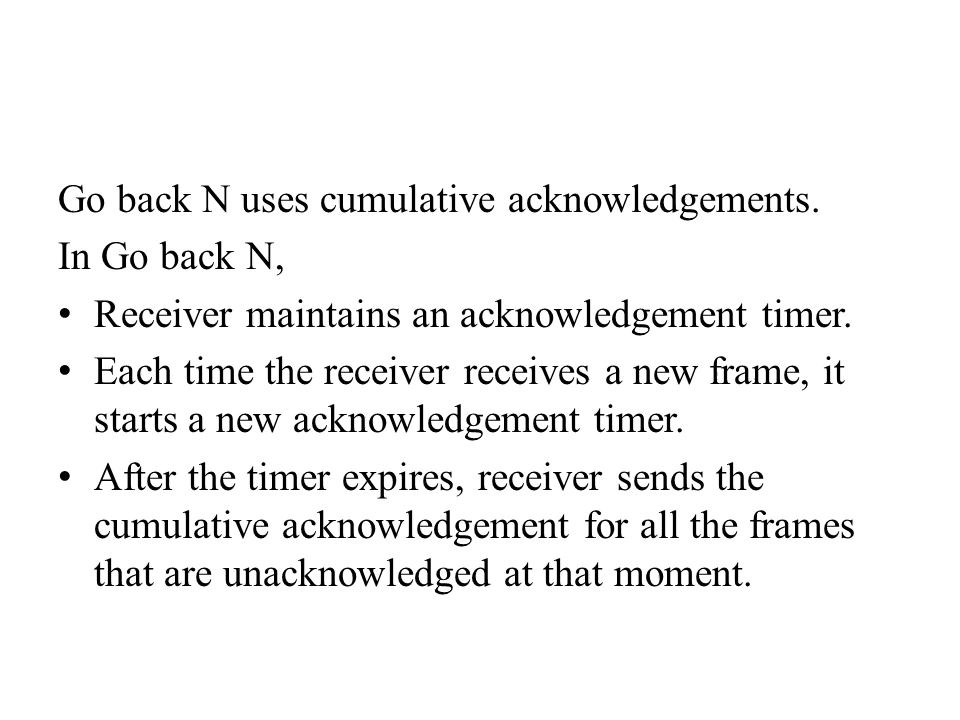 Go back N uses cumulative acknowledgements.
In Go back N,
• Receiver maintains an acknowledgement timer.
• Each time the receiver receives a new frame, it
starts a new acknowledgement timer.
• After the timer expires, receiver sends the
cumulative acknowledgement for all the frames
that are unacknowledged at that moment.